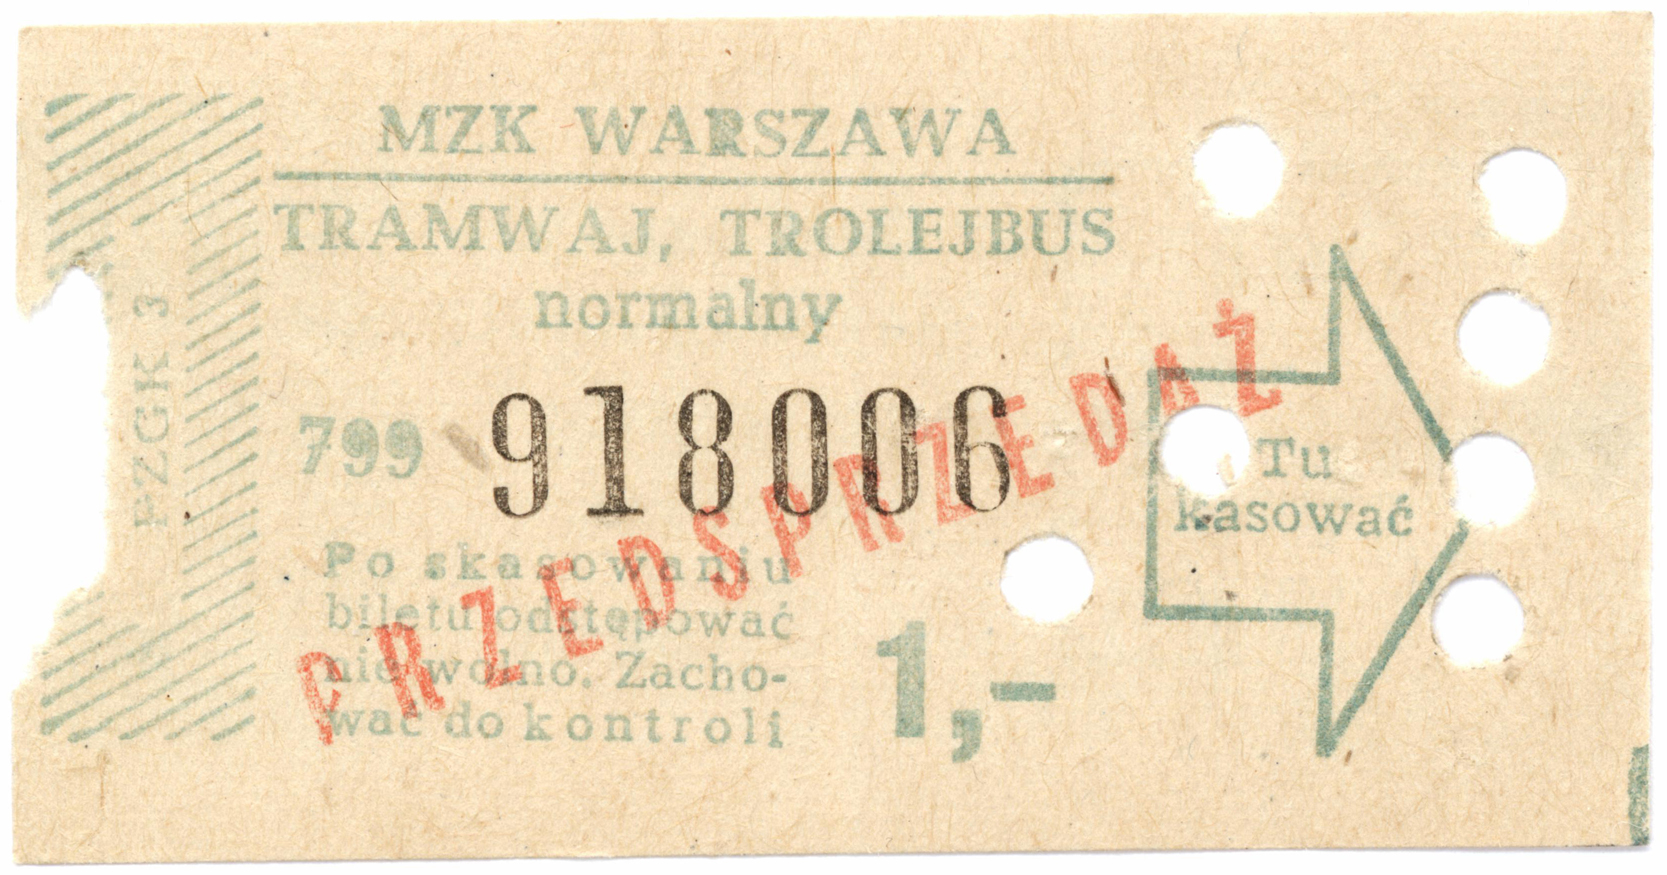 MZK WARSZAWA
TRAMWAJ, TROLEJBUS
normalny
PZGK 3
799 918006
PRZEDSPRZEDAŻ
Tu
kasować
Po skasowaniu
biletu odstępować
nie wolno. Zacho-
wać do kontroli
1,-